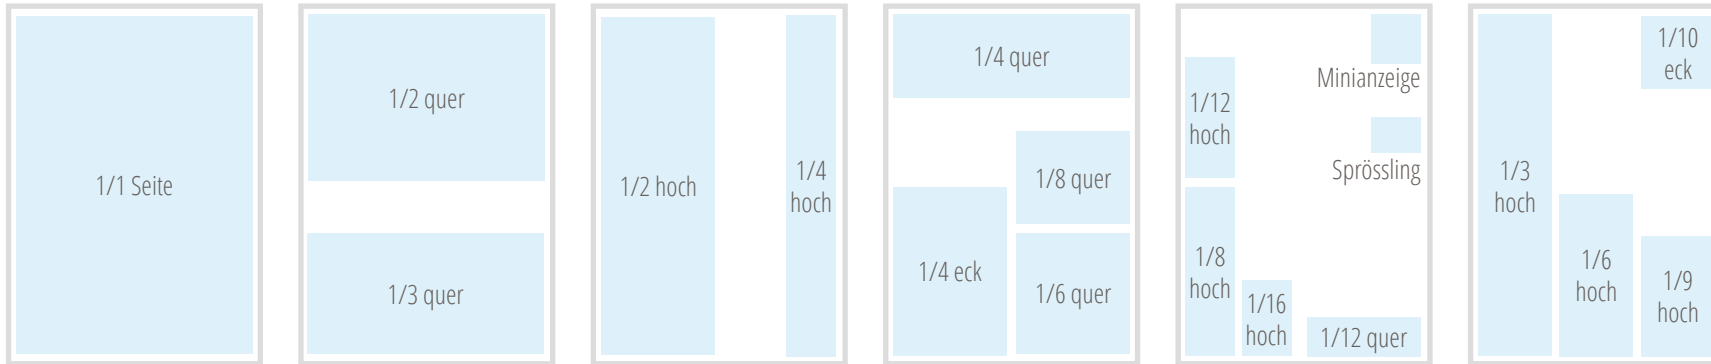 1/1 Seite
1/2 quer
1/3 quer
1/2 hoch
1/4
hoch
1/4 quer
1/8 quer
1/4 eck
1/6 quer
Minianzeige
1/12
hoch
Sprössling
1/8
hoch
1/16
hoch
1/12 quer
1/10
eck
1/3
hoch
1/6
hoch
1/9
hoch